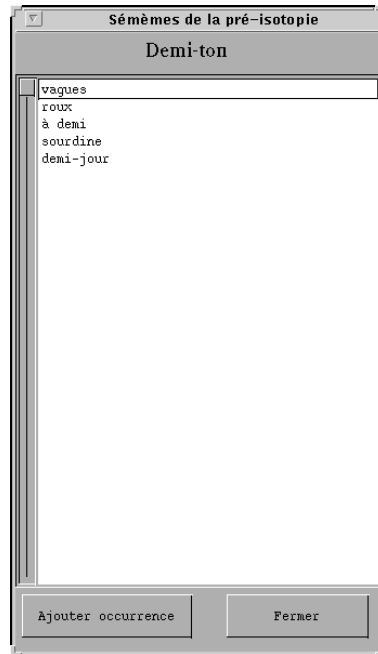 Sémèmes de la pré-isotopie
Demi-ton
vagues
roux
à demi
sourdine
demi-jour
Ajouter occurrence
Fermer